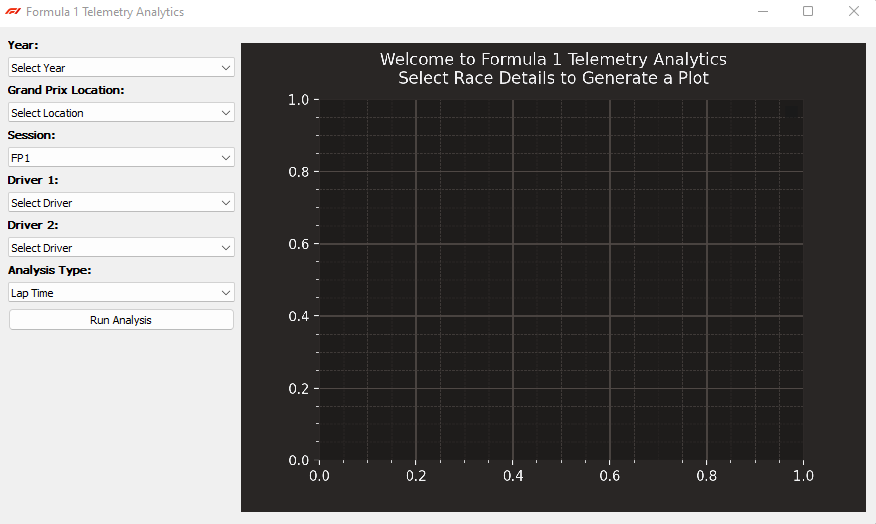 Formula 1 Telemetry Analytics
Year:
Select Year
Grand Prix Location:
Select Location
Session:
FP1
Driver 1:
Select Driver
Driver 2:
Select Driver
Analysis Type:
Lap Time
Run Analysis
Welcome to Formula 1 Telemetry Analytics
Select Race Details to Generate a Plot
1.0
0.8
0.6
0.4
0.2
0.0
0.0 0.2 0.4 0.6 0.8 1.0